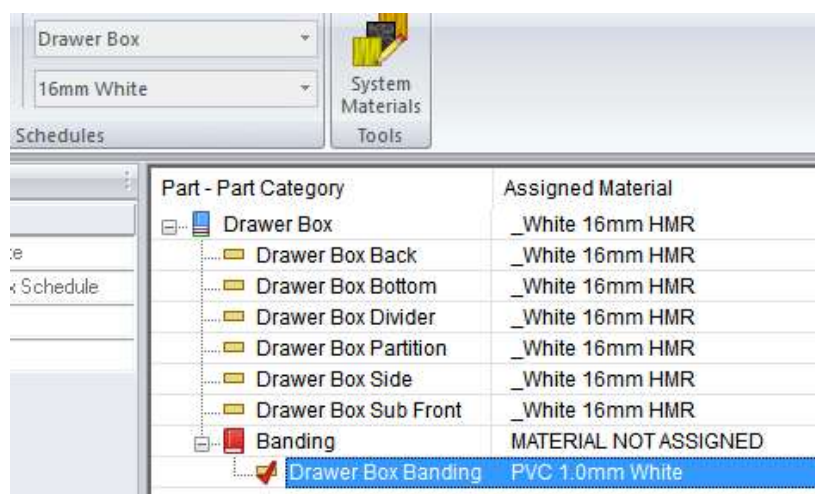 Drawer Box
16mm White
System
Materials
Schedules
Tools
Part - Part Category Assigned Material
Drawer Box _White 16mm HMR
Drawer Box Back _White 16mm HMR
Schedule Drawer Box Bottom _White 16mm HMR
Drawer Box Divider _White 16mm HMR
Drawer Box Partition _White 16mm HMR
Drawer Box Side _White 16mm HMR
Drawer Box Sub Front _White 16mm HMR
Banding MATERIAL NOT ASSIGNED
Drawer Box Banding PVC 1.0mm White